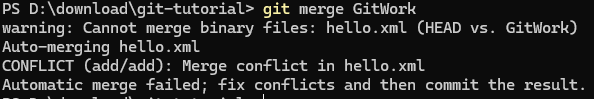 PS D:\download\git-tutorial> git merge GitWork
warning: Cannot merge binary files: hello.xml (HEAD vs. GitWork)
Auto-merging hello.xml
CONFLICT (add/add): Merge conflict in hello.xml
Automatic merge failed; fix conflicts and then commit the result.